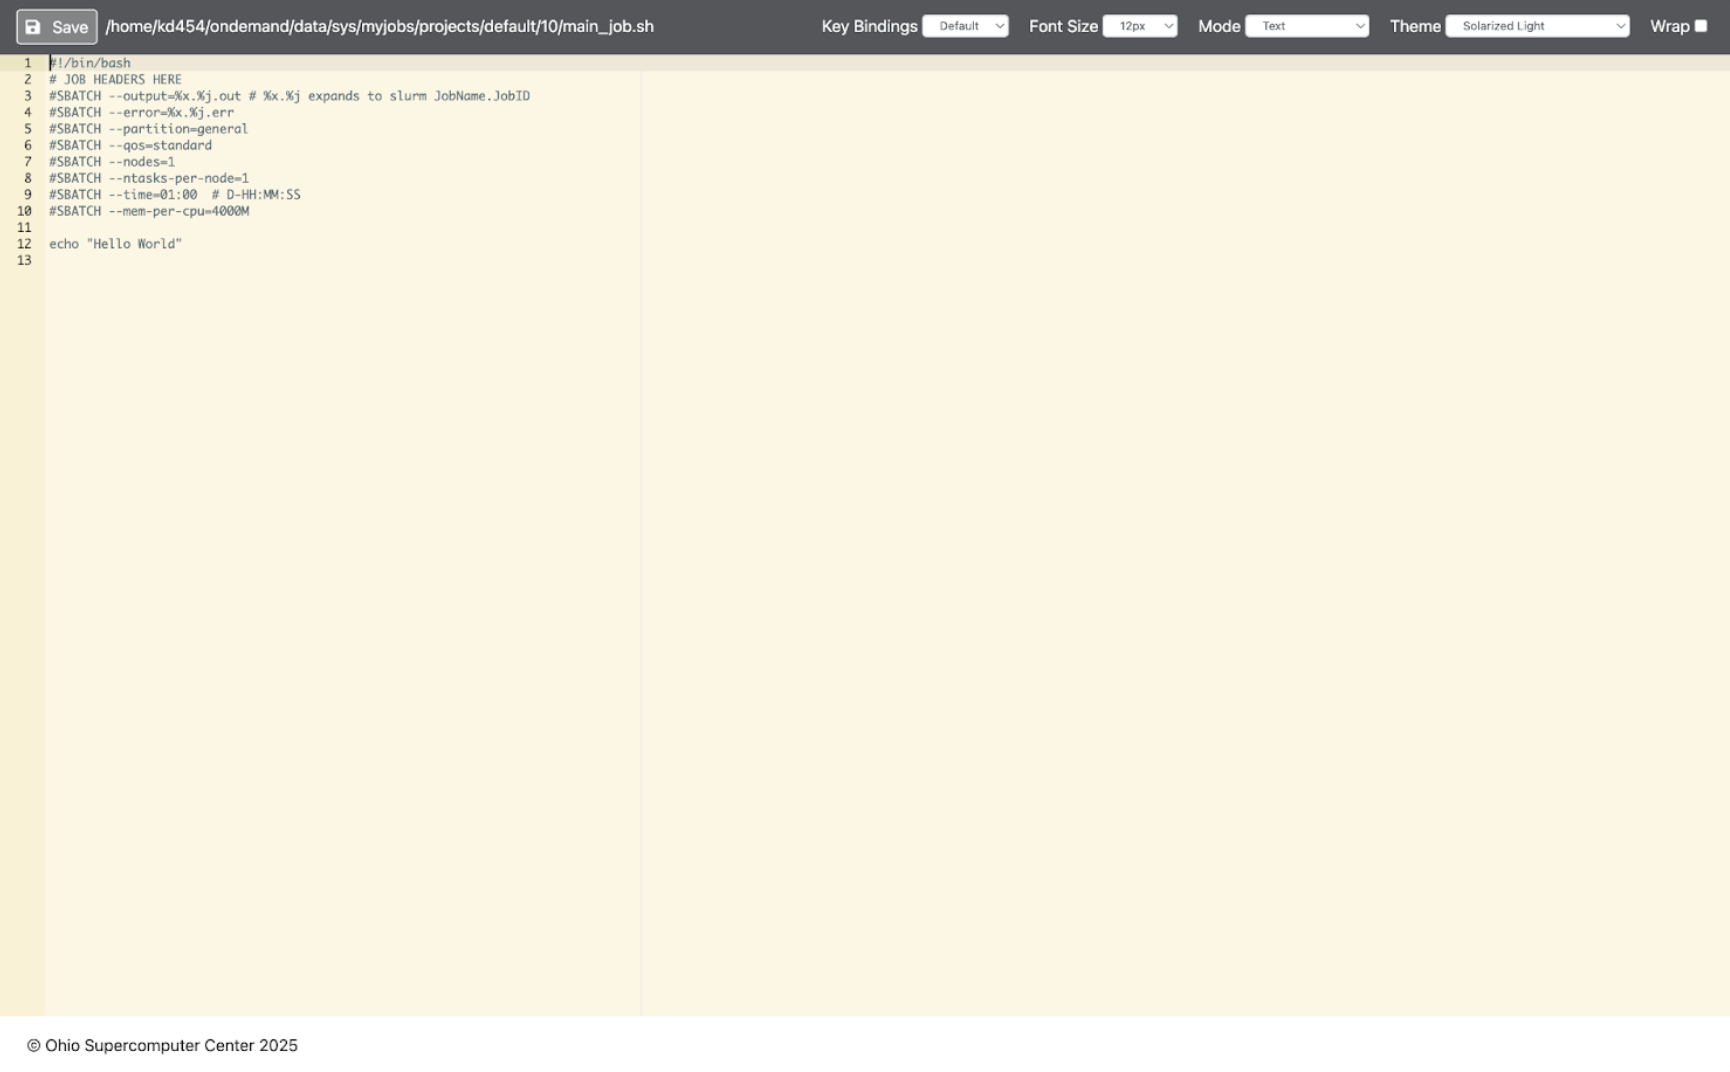 Save /home/kd454/ondemand/data/sys/myjobs/projects/default/10/main_job.sh Key Bindings Default Font Size 12px Mode Text Theme Solarized Light Wrap
1 #!/bin/bash
2 # JOB HEADERS HERE
3 #SBATCH --output=%x.%j.out # %x.%j expands to slurm JobName.JobID
4 #SBATCH --error=%x.%j.err
5 #SBATCH --partition=general
6 #SBATCH --qos=standard
7 #SBATCH --nodes=1
8 #SBATCH --ntasks-per-node=1
9 #SBATCH --time=01:00  # D-HH:MM:SS
10 #SBATCH --mem-per-cpu=4000M
11
12 echo "Hello World"
13
© Ohio Supercomputer Center 2025